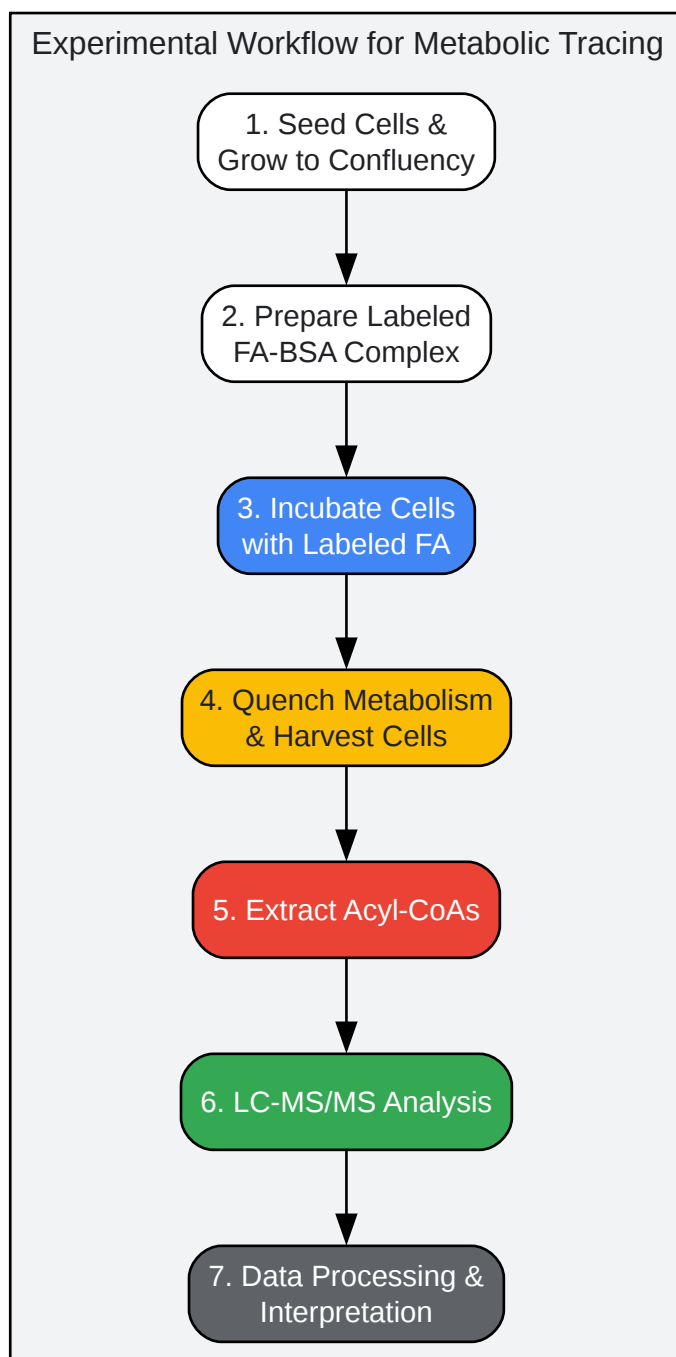 Experimental Workflow for Metabolic Tracing
1. Seed Cells &
Grow to Confluency
2. Prepare Labeled
FA-BSA Complex
3. Incubate Cells
with Labeled FA
4. Quench Metabolism
& Harvest Cells
5. Extract Acyl-CoAs
6. LC-MS/MS Analysis
7. Data Processing &
Interpretation